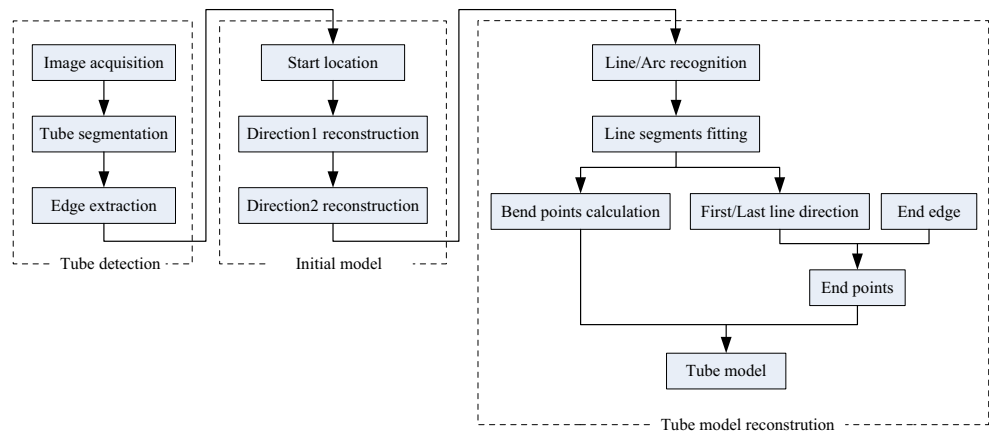 Image acquisition
Tube segmentation
Edge extraction
Tube detection
Start location
Direction1 reconstruction
Direction2 reconstruction
Initial model
Line/Arc recognition
Line segments fitting
Bend points calculation
First/Last line direction
End edge
End points
Tube model
Tube model reconstrution